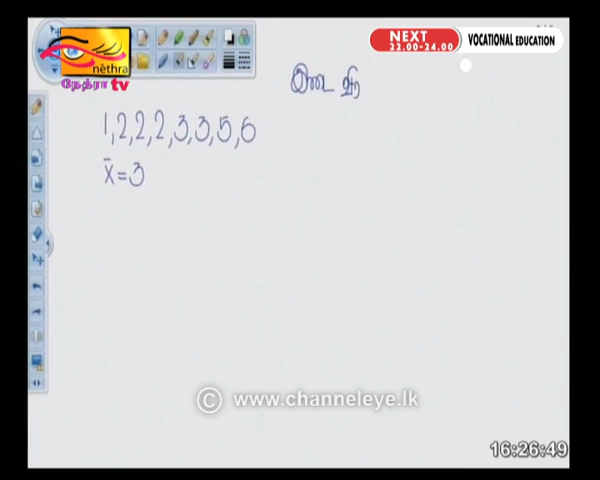 NEXT
22.00-24.00
VOCATIONAL EDUCATION
nēthra
நேத்ரா tv
இடை வி
1,2,2,2,3,3,5,6
x̄=3
© www.channeleye.lk
16:26:49